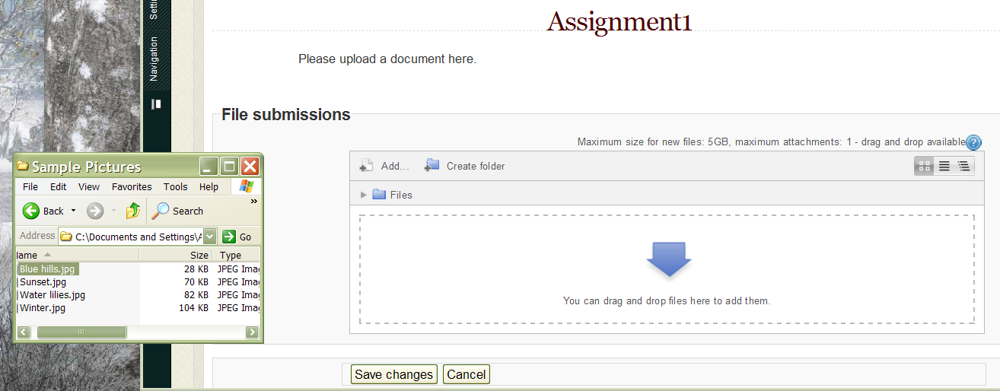 Setti
Navigation
Assignment1
Please upload a document here.
File submissions
Maximum size for new files: 5GB, maximum attachments: 1 - drag and drop available
Add...
Create folder
Files
You can drag and drop files here to add them.
Save changes Cancel
Sample Pictures
File Edit View Favorites Tools Help
»
Back Search
Address C:\Documents and Settings\A Go
lame Size Type
Blue hills.jpg 28 KB JPEG Imag
Sunset.jpg 70 KB JPEG Imag
Water lilies.jpg 82 KB JPEG Imag
Winter.jpg 104 KB JPEG Imag